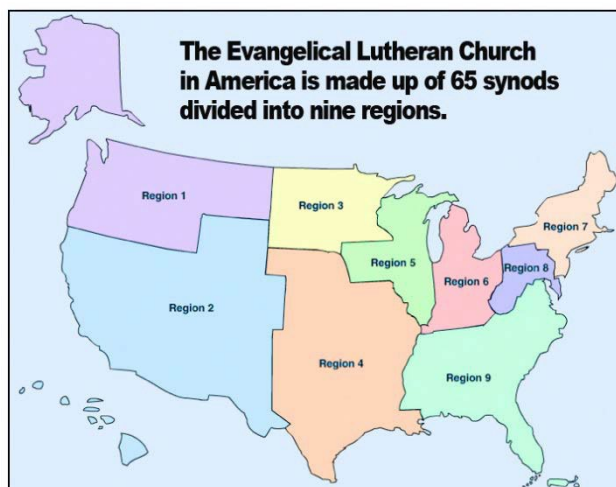 The Evangelical Lutheran Church
in America is made up of 65 synods
divided into nine regions.
Region 1
Region 3
Region 7
Region 5
Region 6
Region 8
Region 2
Region 4
Region 9